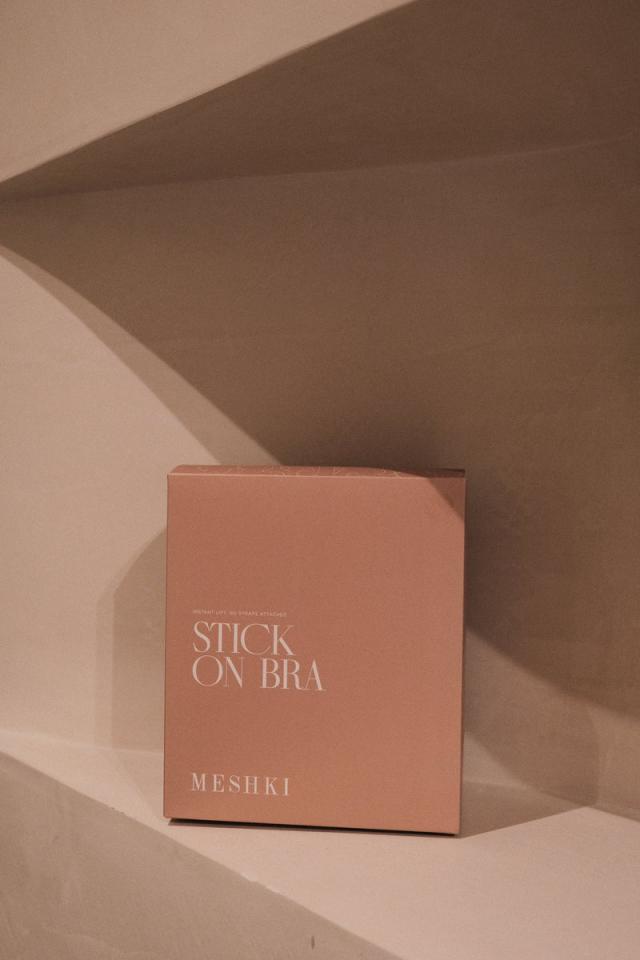 INSTANT LIFT, NO STRAPS ATTACHED
STICK
ON BRA
MESHKI